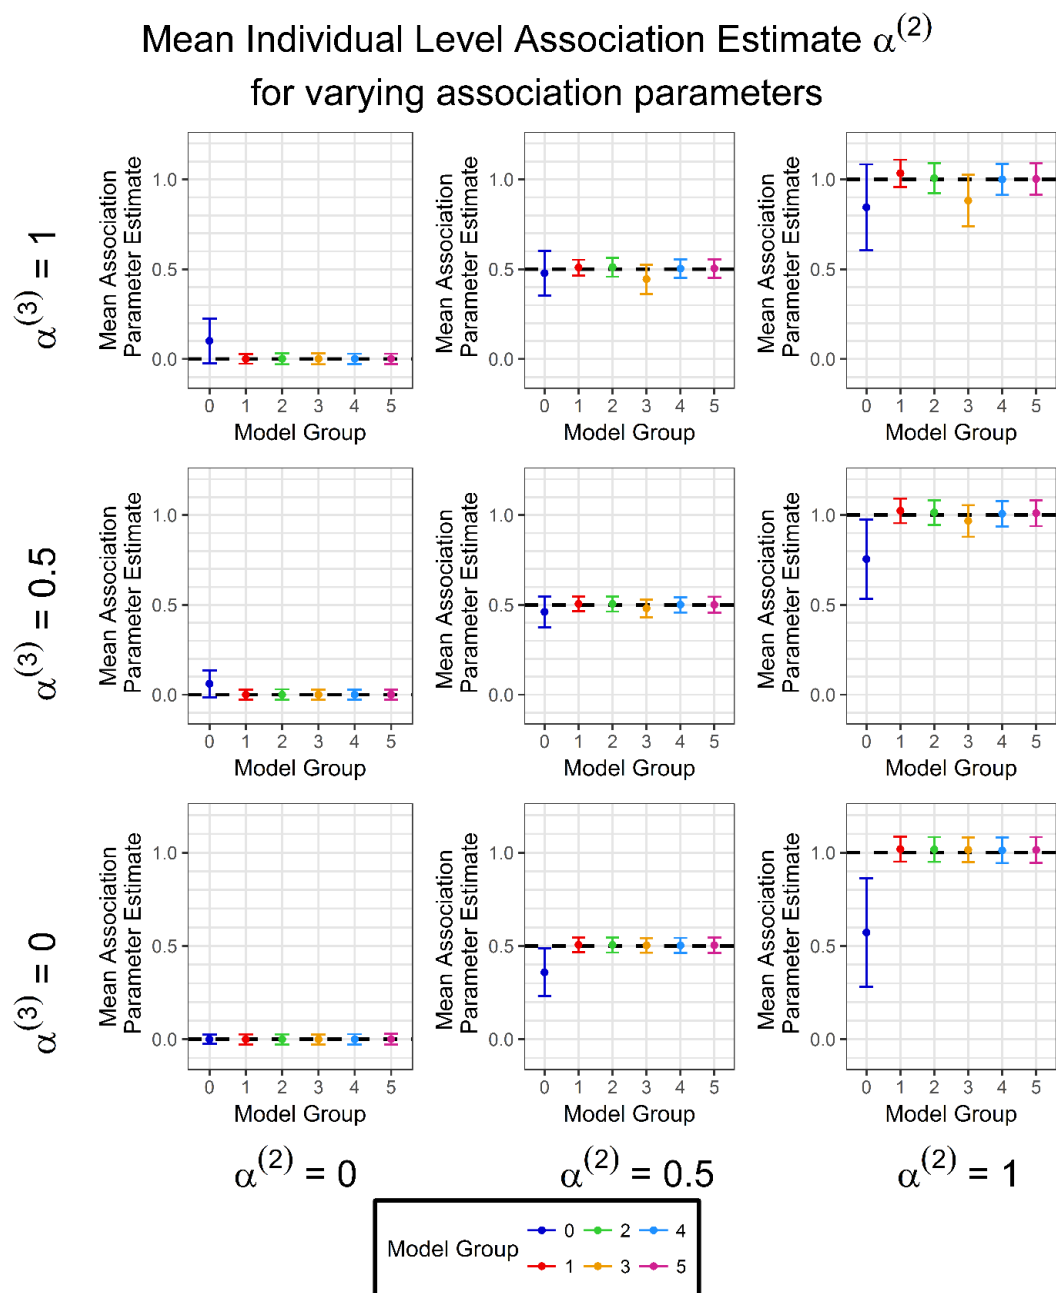 Mean Individual Level Association Estimate α^(2)
for varying association parameters
α^(3) = 1
Mean Association
Parameter Estimate
1.0
0.5
0.0
0 1 2 3 4 5
Model Group
Mean Association
Parameter Estimate
1.0
0.5
0.0
0 1 2 3 4 5
Model Group
Mean Association
Parameter Estimate
1.0
0.5
0.0
0 1 2 3 4 5
Model Group
α^(3) = 0.5
Mean Association
Parameter Estimate
1.0
0.5
0.0
0 1 2 3 4 5
Model Group
Mean Association
Parameter Estimate
1.0
0.5
0.0
0 1 2 3 4 5
Model Group
Mean Association
Parameter Estimate
1.0
0.5
0.0
0 1 2 3 4 5
Model Group
α^(3) = 0
Mean Association
Parameter Estimate
1.0
0.5
0.0
0 1 2 3 4 5
Model Group
Mean Association
Parameter Estimate
1.0
0.5
0.0
0 1 2 3 4 5
Model Group
Mean Association
Parameter Estimate
1.0
0.5
0.0
0 1 2 3 4 5
Model Group
α^(2) = 0
α^(2) = 0.5
α^(2) = 1
Model Group
0 2 4
1 3 5